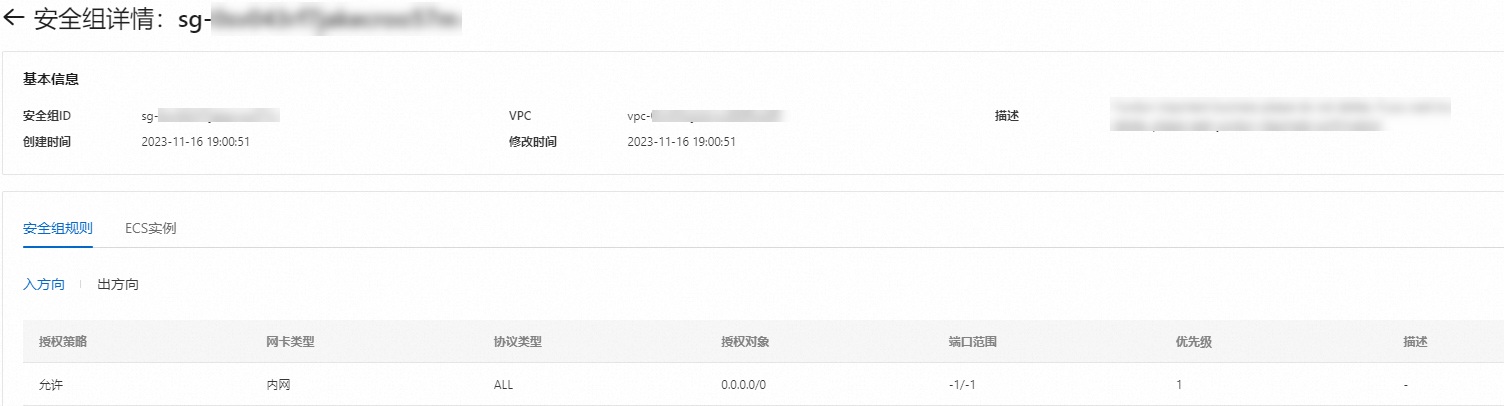 安全组详情：sg-
基本信息
安全组ID sg- VPC vpc- 描述
创建时间 2023-11-16 19:00:51 修改时间 2023-11-16 19:00:51
安全组规则 ECS实例
入方向 出方向
授权策略 网卡类型 协议类型 授权对象 端口范围 优先级 描述
允许 内网 ALL 0.0.0.0/0 -1/-1 1 -